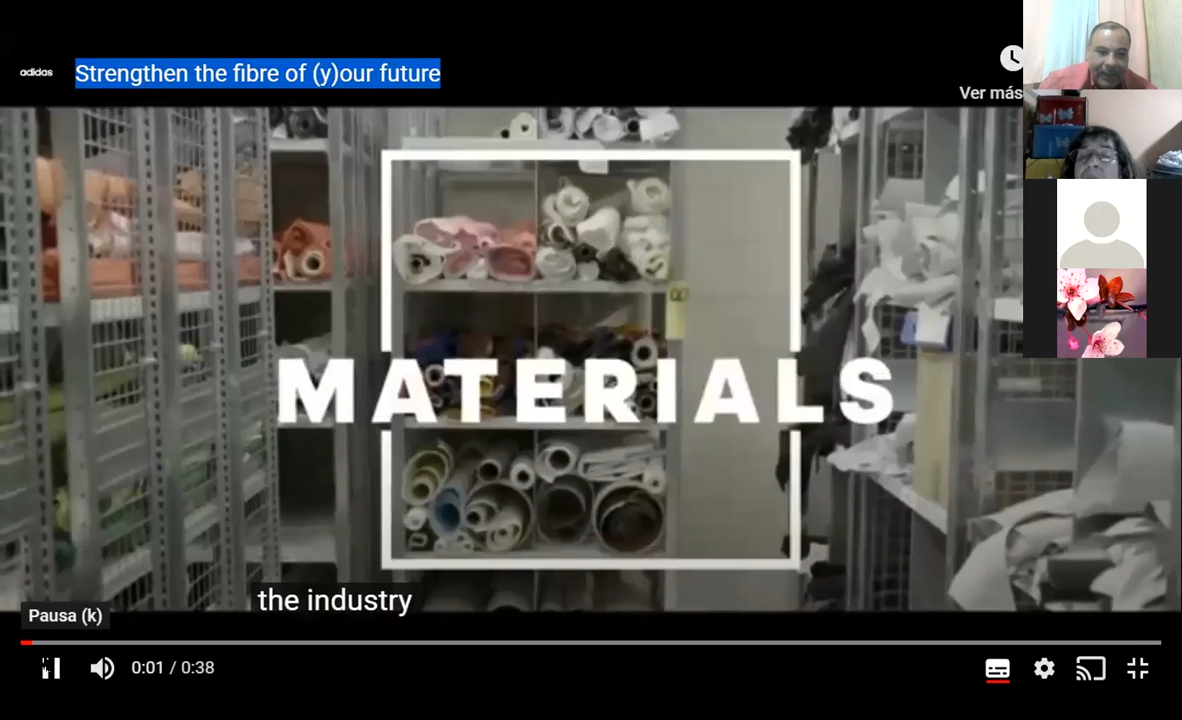 adidas
Strengthen the fibre of (y)our future
Ver más
MATERIALS
the industry
Pausa (k)
0:01 / 0:38